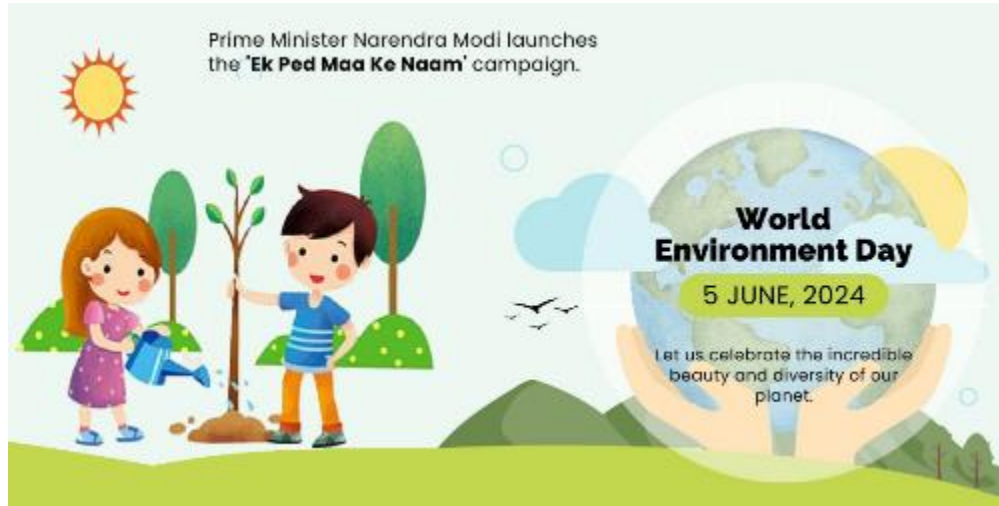 Prime Minister Narendra Modi launches
the 'Ek Ped Maa Ke Naam' campaign.
World
Environment Day
5 JUNE, 2024
Let us celebrate the incredible
beauty and diversity of our
planet.